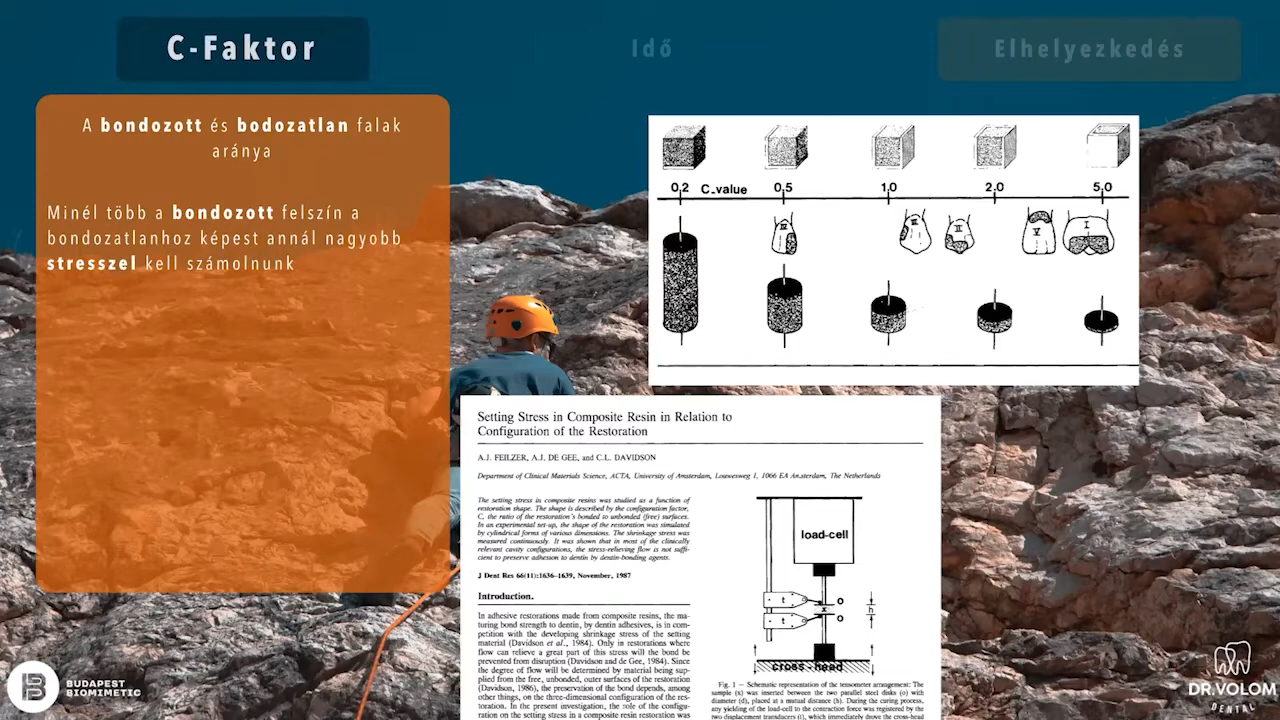 C-Faktor
Idő
Elhelyezkedés
A bondozott és bodozatlan falak
aránya
Minél több a bondozott felszín a
bondozatlanhoz képest annál nagyobb
stresszel kell számolnunk
0,2 C-value 0,5 1,0 2,0 5,0
III II V I
Setting Stress in Composite Resin in Relation to
Configuration of the Restoration
A.J. FEILZER, A.J. DE GEE, and C.L. DAVIDSON
Department of Clinical Materials Science, ACTA, University of Amsterdam, Louwesweg 1, 1066 EA Amsterdam, The Netherlands
The setting stress in composite resins was studied as a function of
restoration shape. The shape is described by the configuration factor,
C, the ratio of the restoration's bonded to unbonded (free) surfaces.
In an experimental set-up, the shape of the restoration was simulated
by cylindrical forms of various dimensions. The shrinkage stress was
measured continuously. It was shown that in most of the clinically
relevant cavity configurations, the stress-relieving flow is not suffi-
cient to preserve adhesion to dentin by dentin-bonding agents.
J Dent Res 66(11):1636-1639, November, 1987
Introduction.
In adhesive restorations made from composite resins, the ma-
turing bond strength to dentin, by dentin adhesives, is in com-
petition with the developing shrinkage stress of the setting
material (Davidson et al., 1984). Only in restorations where
flow can relieve a great part of this stress will the bond be
prevented from disruption (Davidson and de Gee, 1984). Since
the degree of flow will be determined by material being sup-
plied from the free, unbonded, outer surfaces of the restoration
(Davidson, 1986), the preservation of the bond depends, among
other things, on the three-dimensional configuration of the res-
toration. In the present investigation, the role of the configu-
ration on the setting stress in a composite resin restoration was
load-cell
t o
x h
t o
cross-head
Fig. 1 — Schematic representation of the tensometer arrangement: The
sample (x) was inserted between the two parallel steel disks (o) with
diameter (d), placed at a mutual distance (h). During the curing process,
any yielding of the load-cell to the contraction force was registered by the
two displacement transducers (t), which immediately drove the cross-head
BUDAPEST
BIOMIMETIC
DR.VOLOM
DENTAL